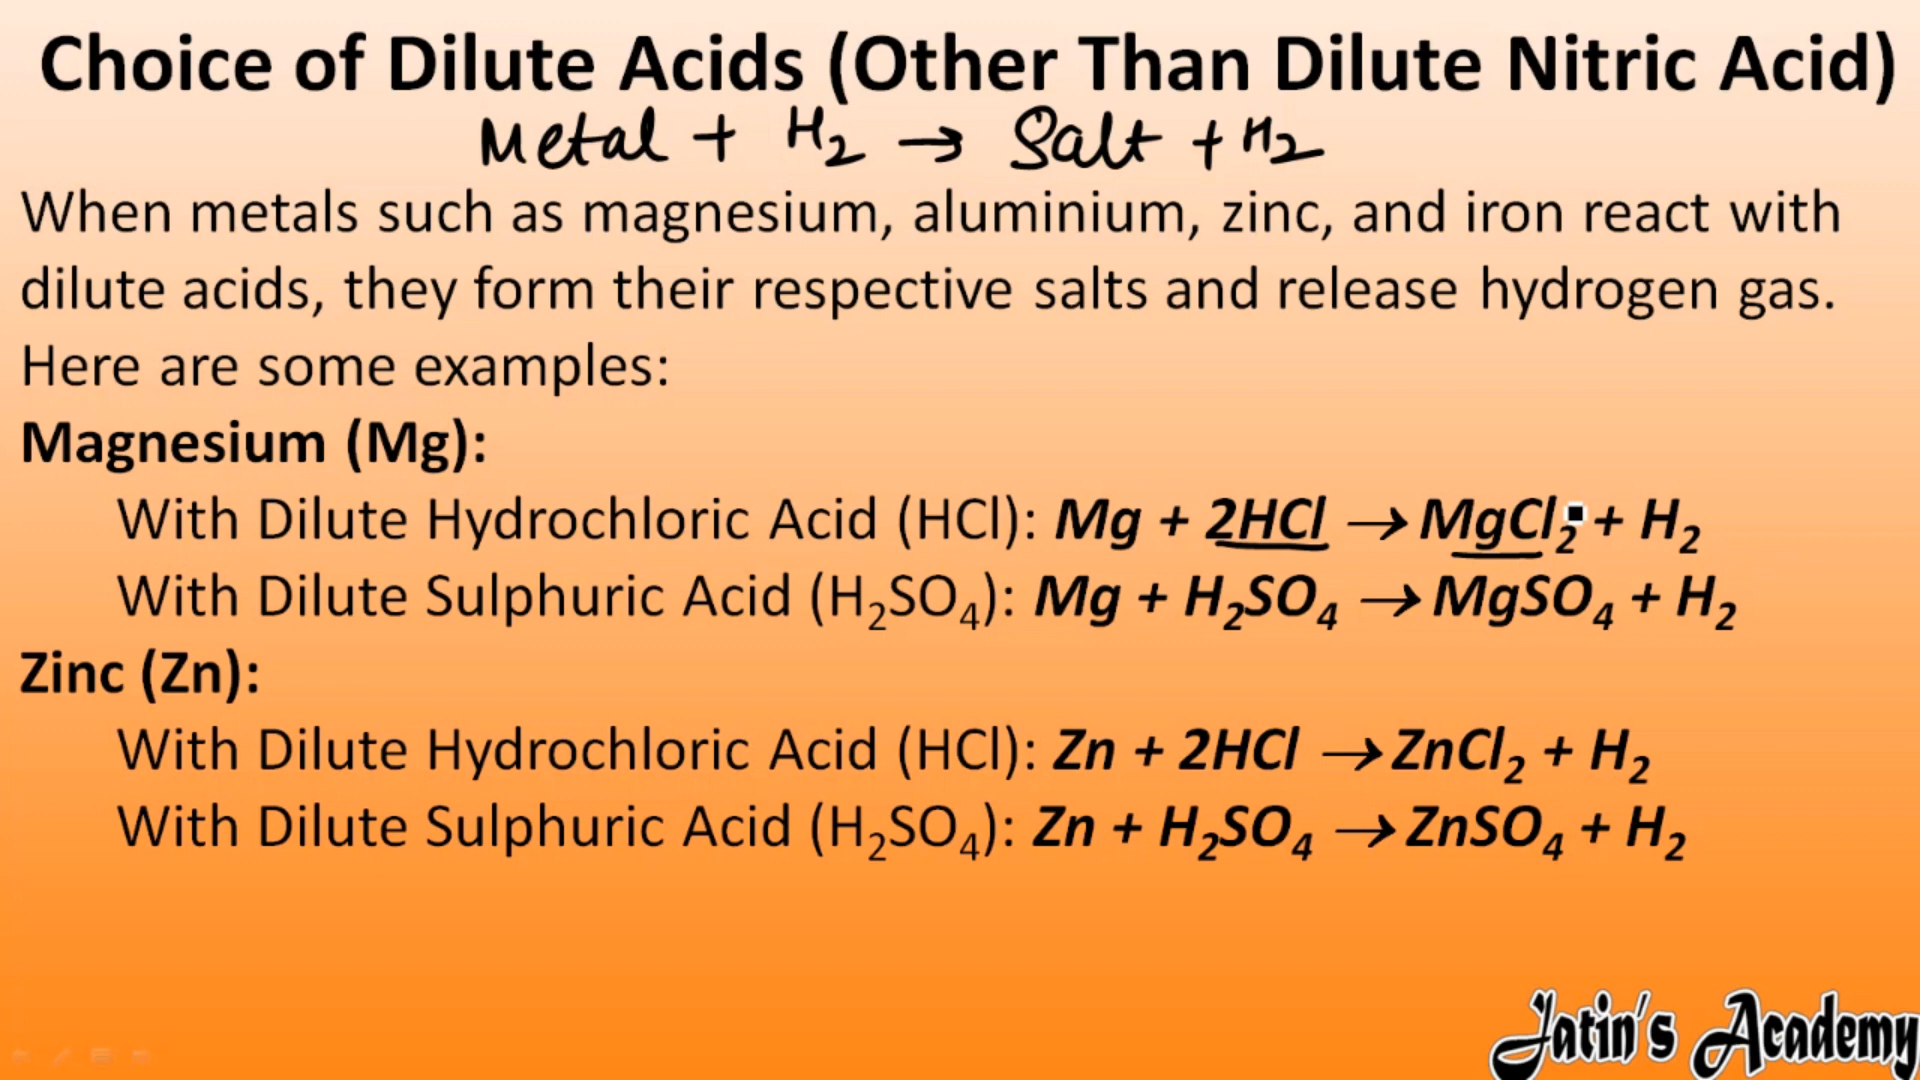 Choice of Dilute Acids (Other Than Dilute Nitric Acid)
Metal + H2 → Salt + H2
When metals such as magnesium, aluminium, zinc, and iron react with
dilute acids, they form their respective salts and release hydrogen gas.
Here are some examples:
Magnesium (Mg):
With Dilute Hydrochloric Acid (HCl): Mg + 2HCl → MgCl₂ + H₂
With Dilute Sulphuric Acid (H₂SO₄): Mg + H₂SO₄ → MgSO₄ + H₂
Zinc (Zn):
With Dilute Hydrochloric Acid (HCl): Zn + 2HCl → ZnCl₂ + H₂
With Dilute Sulphuric Acid (H₂SO₄): Zn + H₂SO₄ → ZnSO₄ + H₂
Jatin's Academy